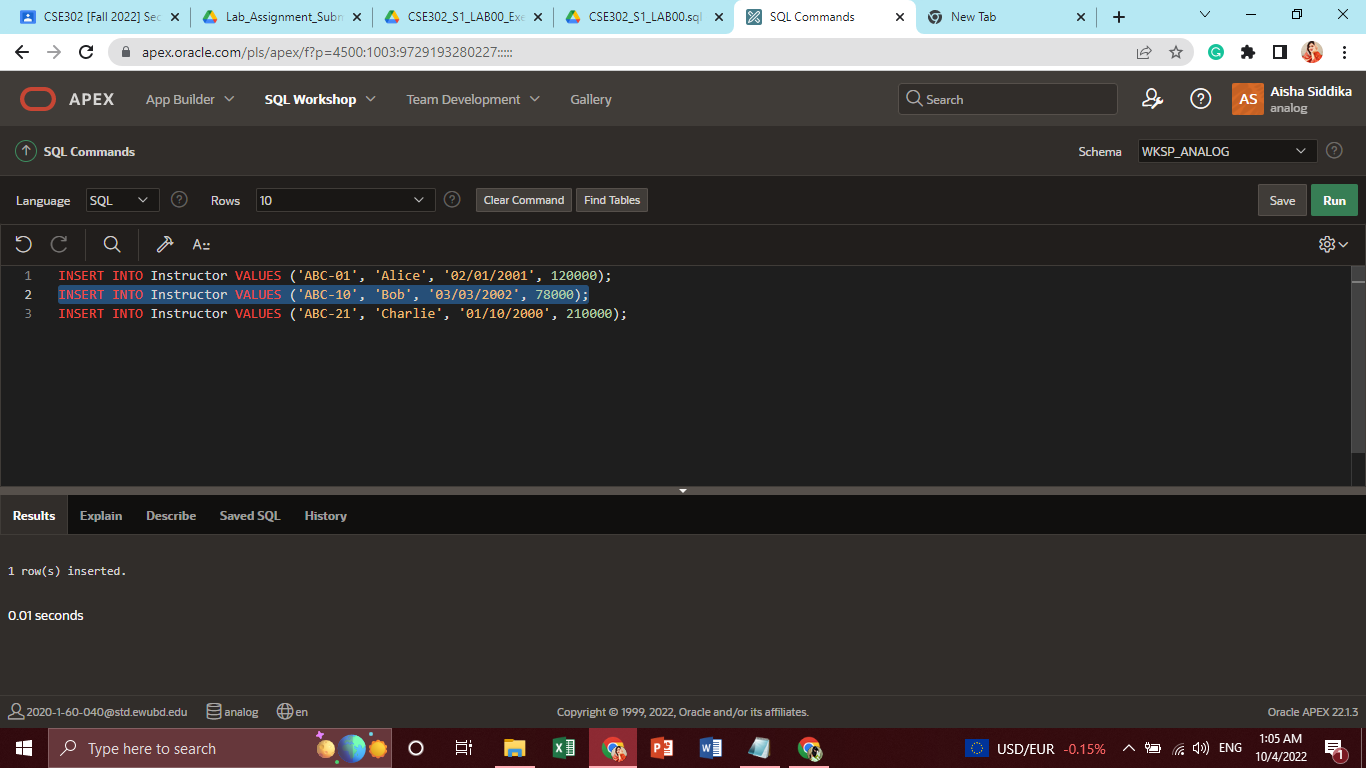 CSE302 [Fall 2022] Sec
Lab_Assignment_Subm
CSE302_S1_LAB00_Exe
CSE302_S1_LAB00.sql
SQL Commands
New Tab
apex.oracle.com/pls/apex/f?p=4500:1003:9729193280227:::::
APEX
App Builder
SQL Workshop
Team Development
Gallery
Search
AS
Aisha Siddika
analog
SQL Commands
Schema
WKSP_ANALOG
Language
SQL
Rows
10
Clear Command
Find Tables
Save
Run
1 INSERT INTO Instructor VALUES ('ABC-01', 'Alice', '02/01/2001', 120000);
2 INSERT INTO Instructor VALUES ('ABC-10', 'Bob', '03/03/2002', 78000);
3 INSERT INTO Instructor VALUES ('ABC-21', 'Charlie', '01/10/2000', 210000);
Results
Explain
Describe
Saved SQL
History
1 row(s) inserted.
0.01 seconds
2020-1-60-040@std.ewubd.edu
analog
en
Copyright © 1999, 2022, Oracle and/or its affiliates.
Oracle APEX 22.1.3
Type here to search
USD/EUR -0.15%
ENG
1:05 AM
10/4/2022
1